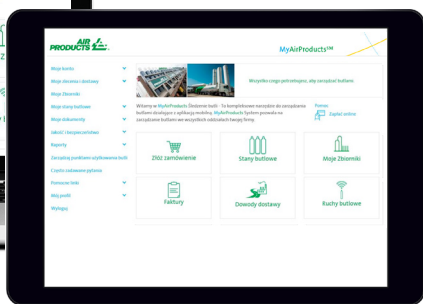 AIR
PRODUCTS
MyAirProducts℠
Moje konto
Moje zlecenia i dostawy
Moje Zbiorniki
Moje stany butlowe
Moje dokumenty
Jakość i bezpieczeństwo
Raporty
Zarządzaj punktami użytkowania butli
Często zadawane pytania
Pomocne linki
Mój profil
Wyloguj
Wszystko czego potrzebujesz, aby zarządzać butlami.
Witamy w MyAirProducts Śledzenie butli - To kompleksowe narzędzie do zarządzania
butlami działające z aplikacją mobilną. MyAirProducts System pozwala na
zarządzanie butlami we wszystkich oddziałach twojej firmy.
Pomoc
Zapłać online
Złóż zamówienie
Stany butlowe
Moje Zbiorniki
Faktury
Dowody dostawy
Ruchy butlowe